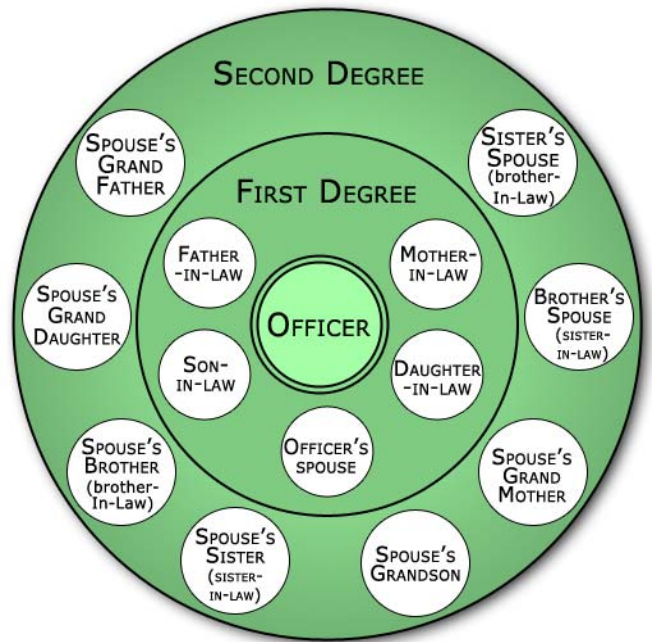 SECOND DEGREE
SPOUSE'S
GRAND
FATHER
SISTER'S
SPOUSE
(brother-
In-Law)
FIRST DEGREE
FATHER
-IN-LAW
MOTHER-
IN-LAW
SPOUSE'S
GRAND
DAUGHTER
OFFICER
BROTHER'S
SPOUSE
(SISTER-
IN-LAW)
SON-
IN-LAW
DAUGHTER
-IN-LAW
SPOUSE'S
BROTHER
(brother-
In-Law)
OFFICER'S
SPOUSE
SPOUSE'S
GRAND
MOTHER
SPOUSE'S
SISTER
(SISTER-
IN-LAW)
SPOUSE'S
GRANDSON